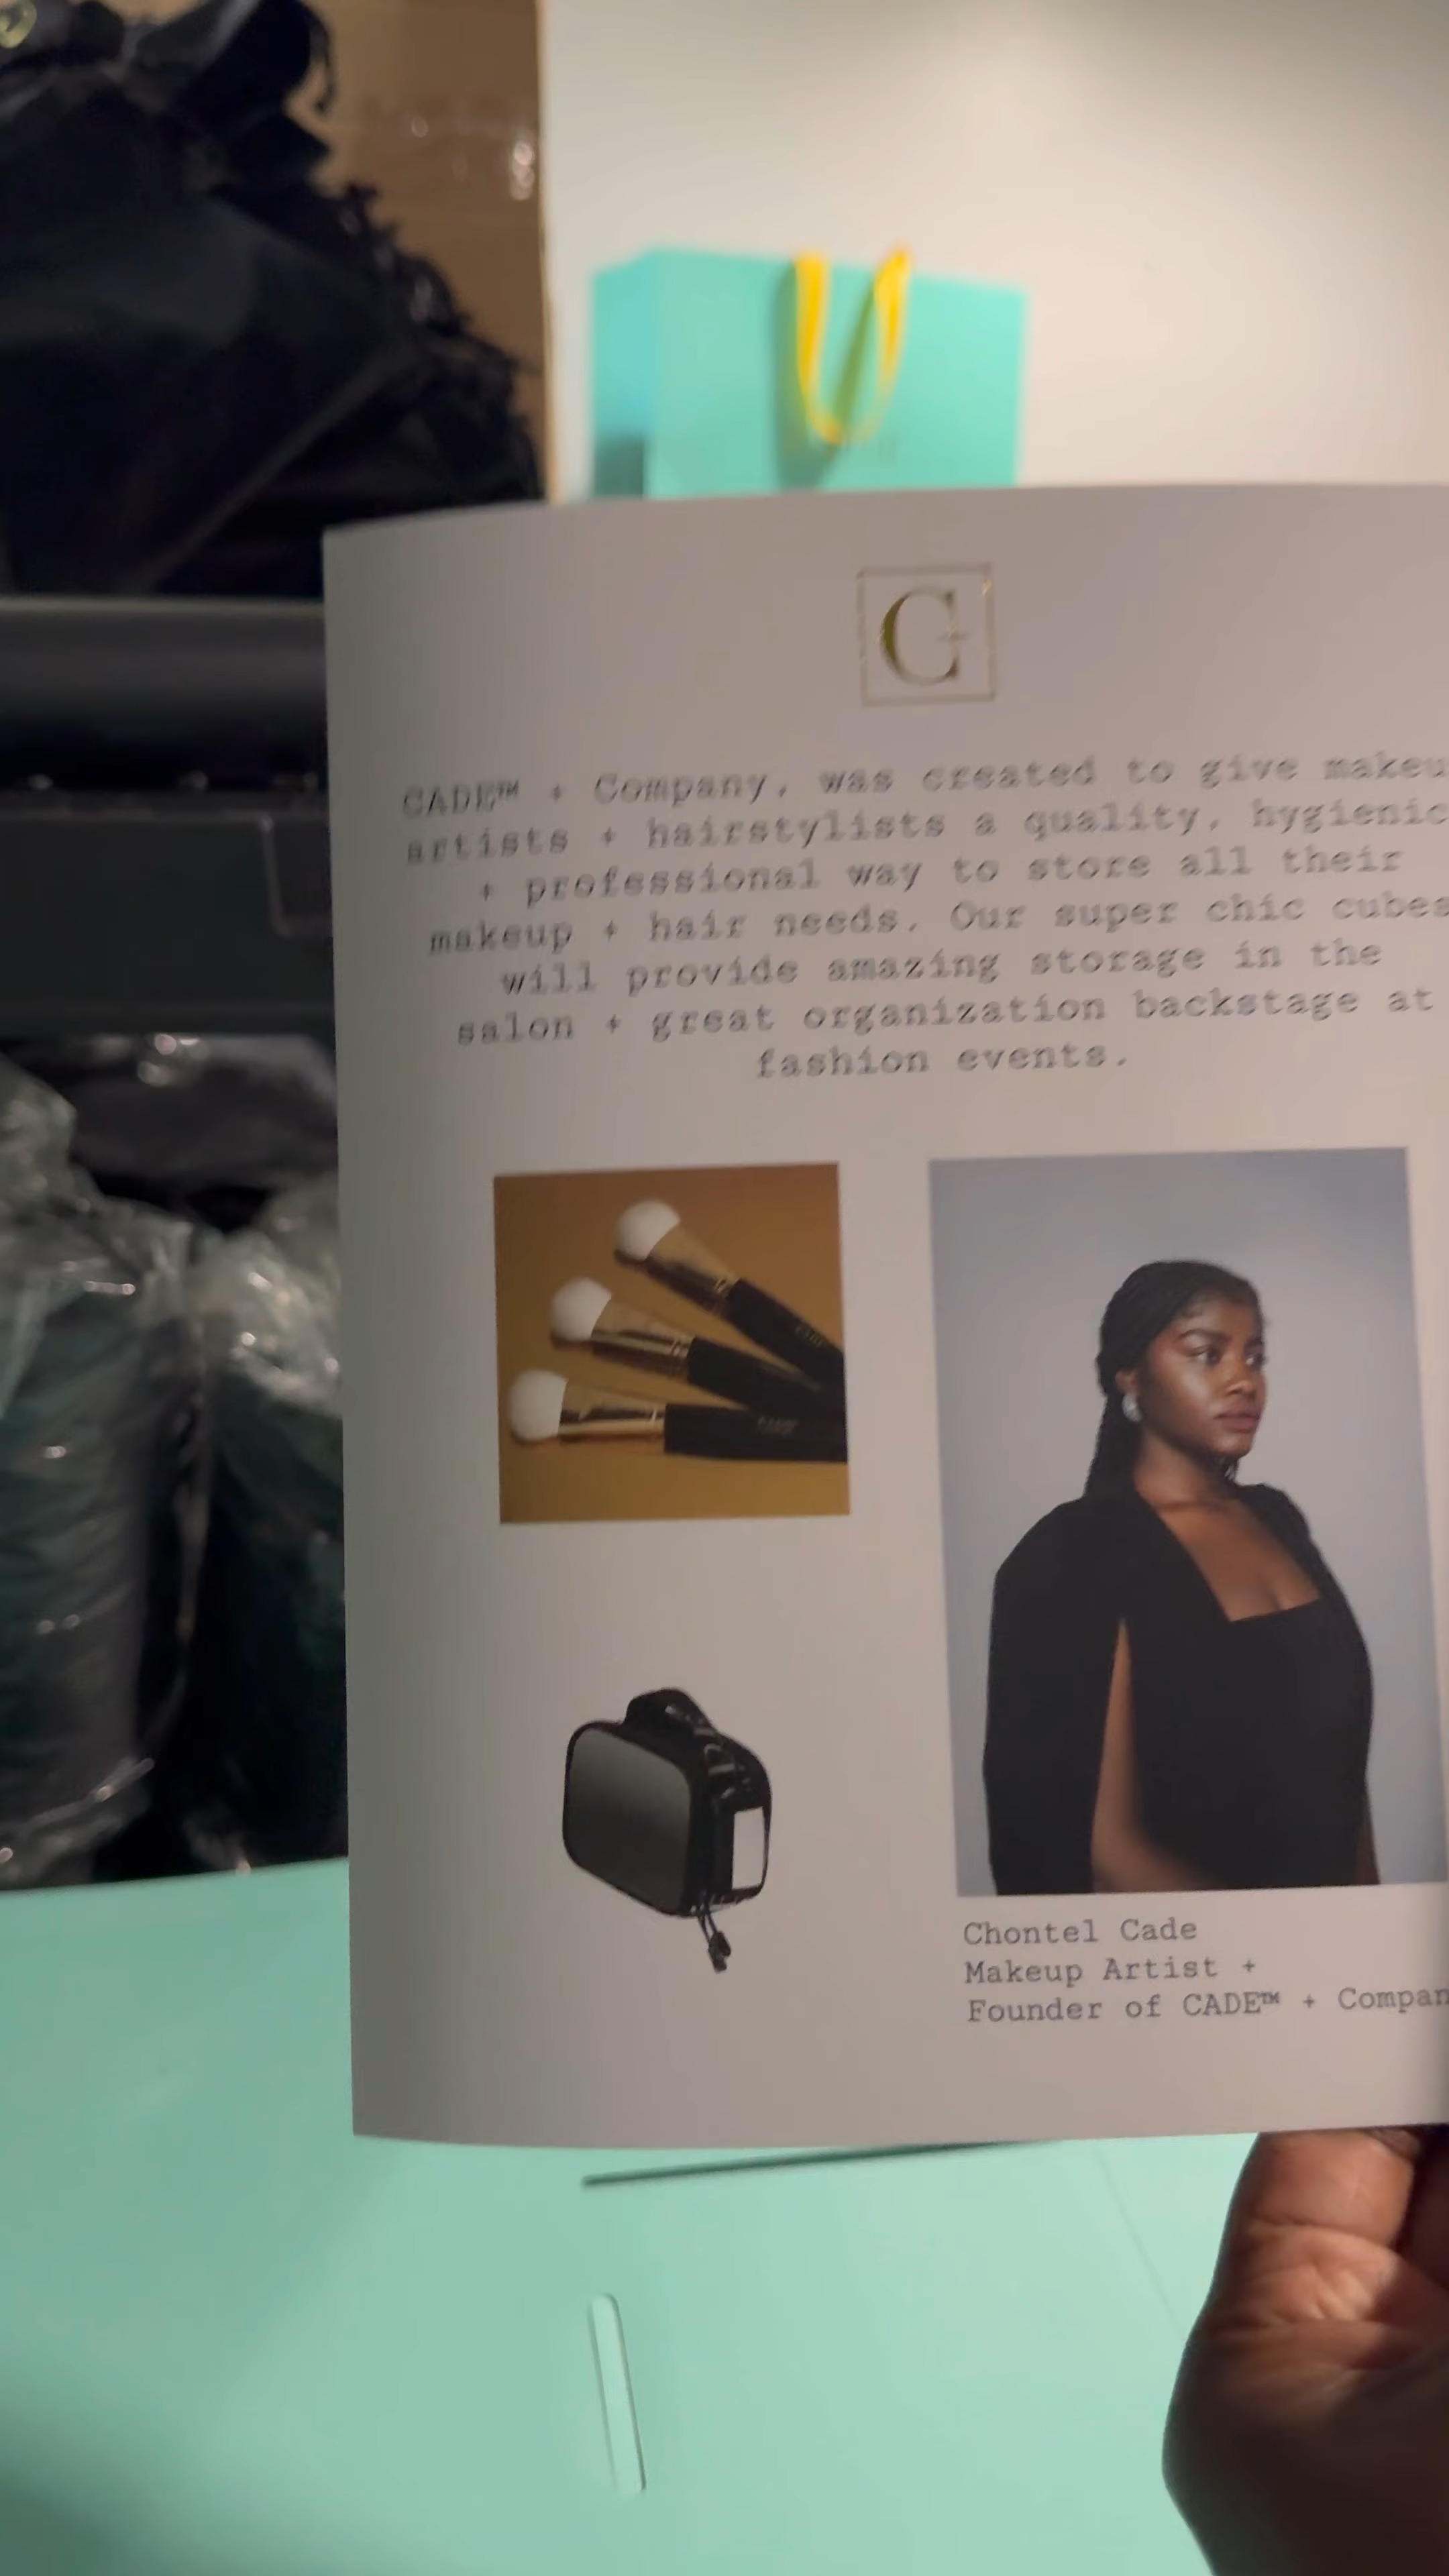 C
CADE™ + Company, was created to give makeu
artists + hairstylists a quality, hygienic
+ professional way to store all their
makeup + hair needs. Our super chic cubes
will provide amazing storage in the
salon + great organization backstage at
fashion events.
Chontel Cade
Makeup Artist +
Founder of CADE™ + Compan